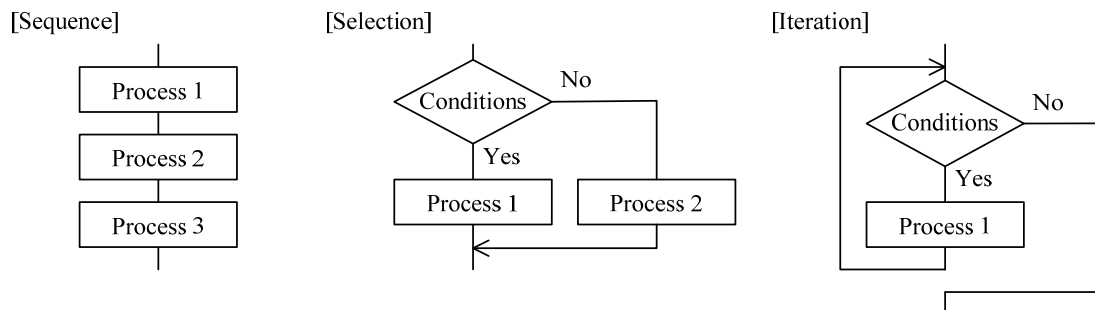 [Sequence]
Process 1
Process 2
Process 3
[Selection]
Conditions
No
Yes
Process 1
Process 2
[Iteration]
Conditions
No
Yes
Process 1